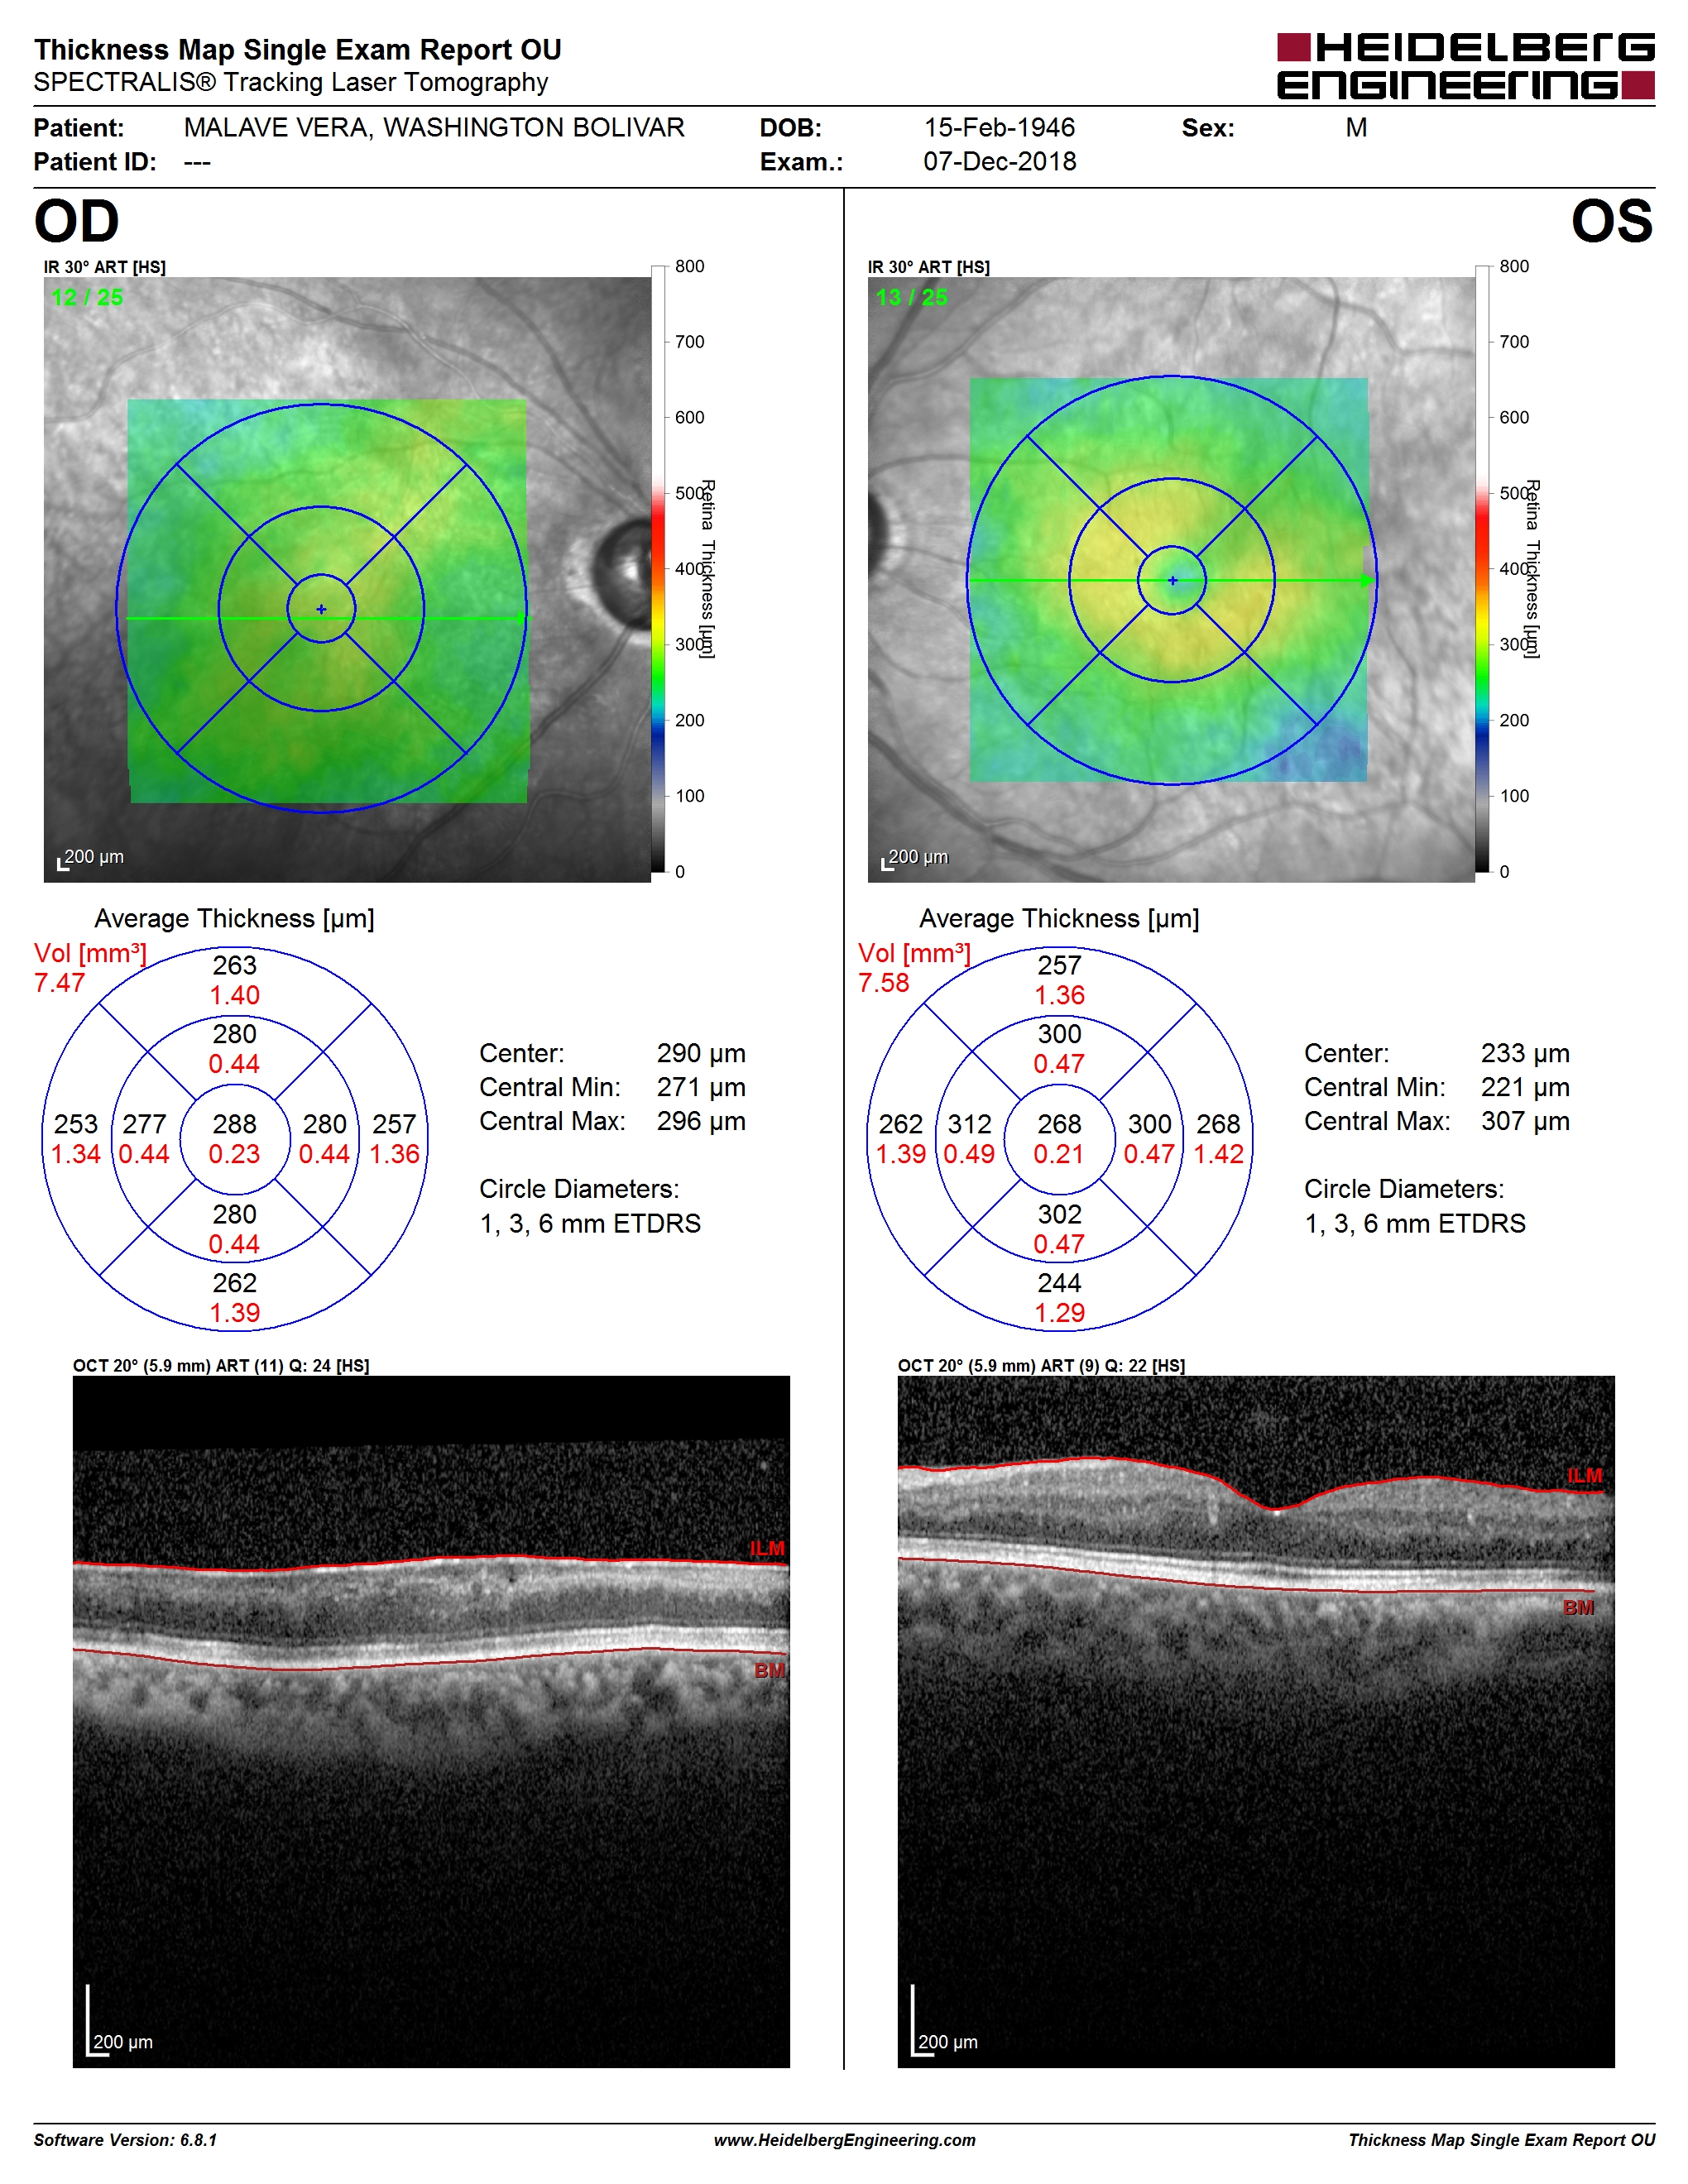 Thickness Map Single Exam Report OU
SPECTRALIS® Tracking Laser Tomography
HEIDELBERG
ENGINEERING
Patient: MALAVE VERA, WASHINGTON BOLIVAR DOB: 15-Feb-1946 Sex: M
Patient ID: --- Exam.: 07-Dec-2018
OD
IR 30° ART [HS]
12 / 25
200 µm
800
700
600
500
400
300
200
100
0
Retina Thickness [µm]
Average Thickness [µm]
Vol [mm³]
7.47
263
1.40
280
0.44
253 277 288 280 257
1.34 0.44 0.23 0.44 1.36
280
0.44
262
1.39
Center: 290 µm
Central Min: 271 µm
Central Max: 296 µm
Circle Diameters:
1, 3, 6 mm ETDRS
OCT 20° (5.9 mm) ART (11) Q: 24 [HS]
ILM
BM
200 µm
OS
IR 30° ART [HS]
13 / 25
200 µm
800
700
600
500
400
300
200
100
0
Retina Thickness [µm]
Average Thickness [µm]
Vol [mm³]
7.58
257
1.36
300
0.47
262 312 268 300 268
1.39 0.49 0.21 0.47 1.42
302
0.47
244
1.29
Center: 233 µm
Central Min: 221 µm
Central Max: 307 µm
Circle Diameters:
1, 3, 6 mm ETDRS
OCT 20° (5.9 mm) ART (9) Q: 22 [HS]
ILM
BM
200 µm
Software Version: 6.8.1 www.HeidelbergEngineering.com Thickness Map Single Exam Report OU